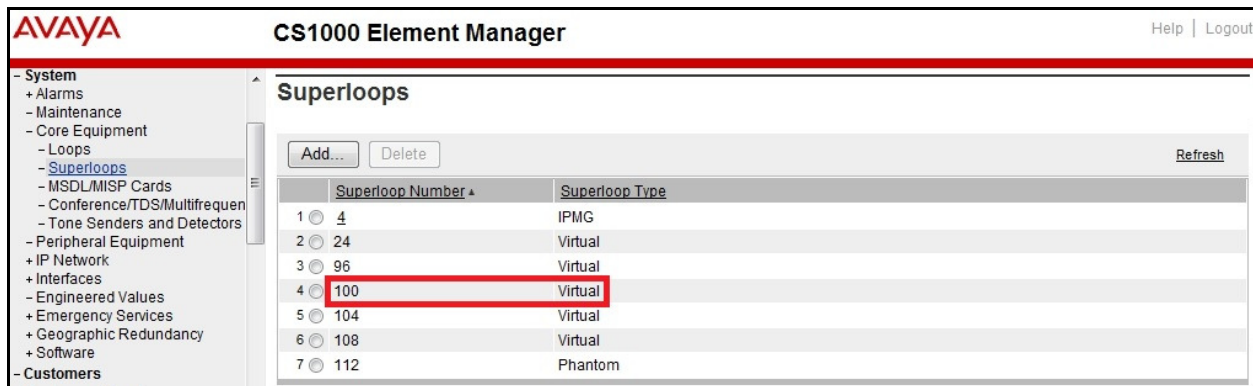 AVAYA
CS1000 Element Manager
Help | Logout
- System
+ Alarms
- Maintenance
- Core Equipment
- Loops
- Superloops
- MSDL/MISP Cards
- Conference/TDS/Multifrequen
- Tone Senders and Detectors
- Peripheral Equipment
+ IP Network
+ Interfaces
- Engineered Values
+ Emergency Services
+ Geographic Redundancy
+ Software
- Customers
Superloops
Add... Delete Refresh
Superloop Number Superloop Type
1 4 IPMG
2 24 Virtual
3 96 Virtual
4 100 Virtual
5 104 Virtual
6 108 Virtual
7 112 Phantom